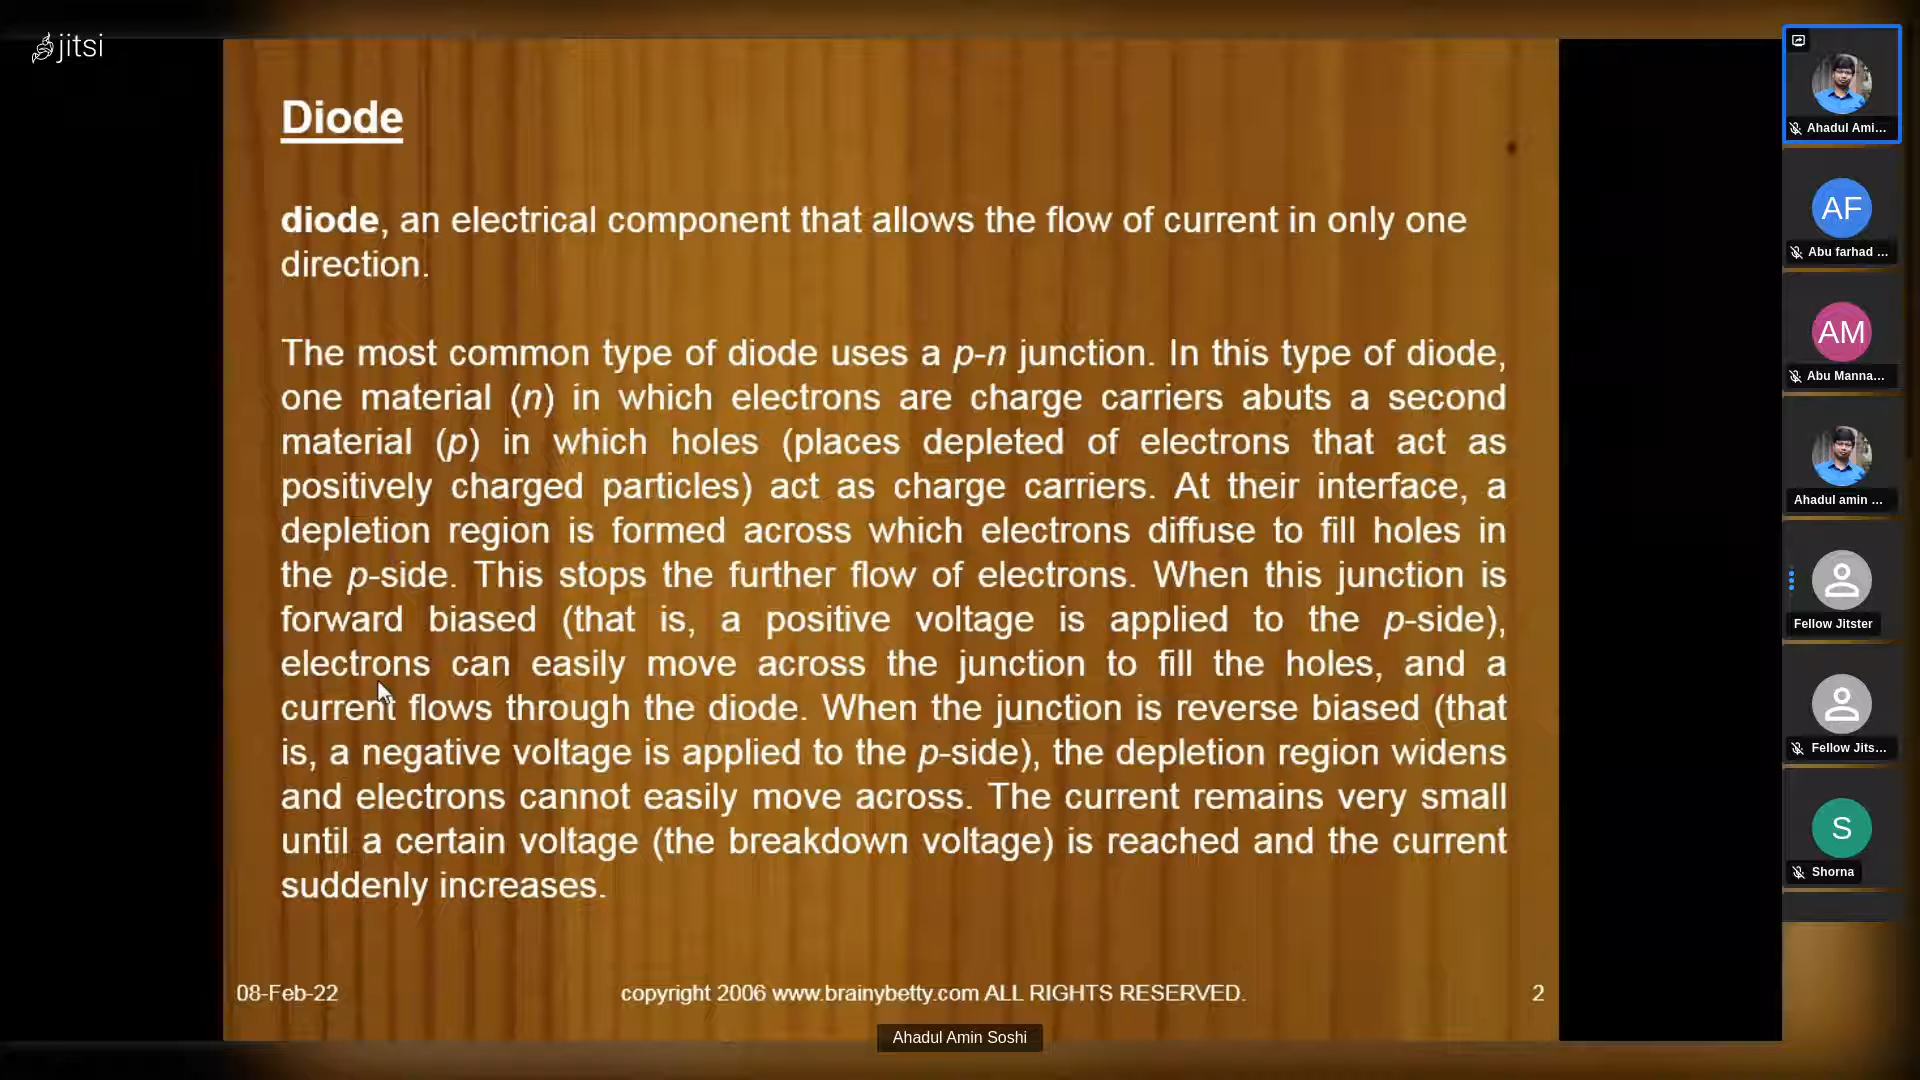 jitsi
Diode
diode, an electrical component that allows the flow of current in only one
direction.
The most common type of diode uses a p-n junction. In this type of diode,
one material (n) in which electrons are charge carriers abuts a second
material (p) in which holes (places depleted of electrons that act as
positively charged particles) act as charge carriers. At their interface, a
depletion region is formed across which electrons diffuse to fill holes in
the p-side. This stops the further flow of electrons. When this junction is
forward biased (that is, a positive voltage is applied to the p-side),
electrons can easily move across the junction to fill the holes, and a
current flows through the diode. When the junction is reverse biased (that
is, a negative voltage is applied to the p-side), the depletion region widens
and electrons cannot easily move across. The current remains very small
until a certain voltage (the breakdown voltage) is reached and the current
suddenly increases.
08-Feb-22
copyright 2006 www.brainybetty.com ALL RIGHTS RESERVED.
2
Ahadul Amin Soshi
Ahadul Ami...
AF
Abu farhad ...
AM
Abu Manna...
Ahadul amin ...
Fellow Jitster
Fellow Jits...
S
Shorna